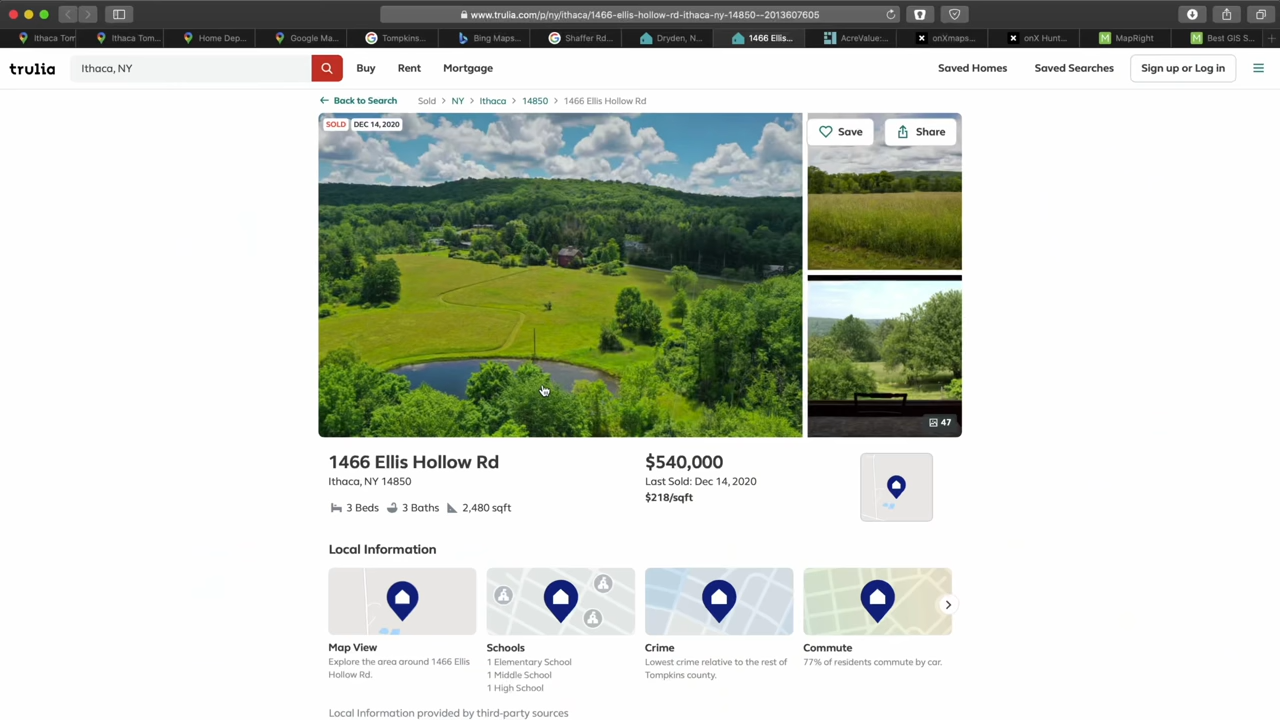 www.trulia.com/p/ny/ithaca/1466-ellis-hollow-rd-ithaca-ny-14850--2013607605
Ithaca Tom
Ithaca Tom...
Home Dep...
Google Ma...
Tompkins...
Bing Maps...
Shaffer Rd...
Dryden, N...
1466 Ellis...
AcreValue:...
onXmaps...
onX Hunt...
MapRight
Best GIS S...
trulia
Ithaca, NY
Buy
Rent
Mortgage
Saved Homes
Saved Searches
Sign up or Log in
Back to Search
Sold > NY > Ithaca > 14850 > 1466 Ellis Hollow Rd
SOLD DEC 14, 2020
Save
Share
47
1466 Ellis Hollow Rd
Ithaca, NY 14850
3 Beds 3 Baths 2,480 sqft
$540,000
Last Sold: Dec 14, 2020
$218/sqft
Local Information
Map View
Explore the area around 1466 Ellis
Hollow Rd.
Schools
1 Elementary School
1 Middle School
1 High School
Crime
Lowest crime relative to the rest of
Tompkins county.
Commute
77% of residents commute by car.
Local Information provided by third-party sources